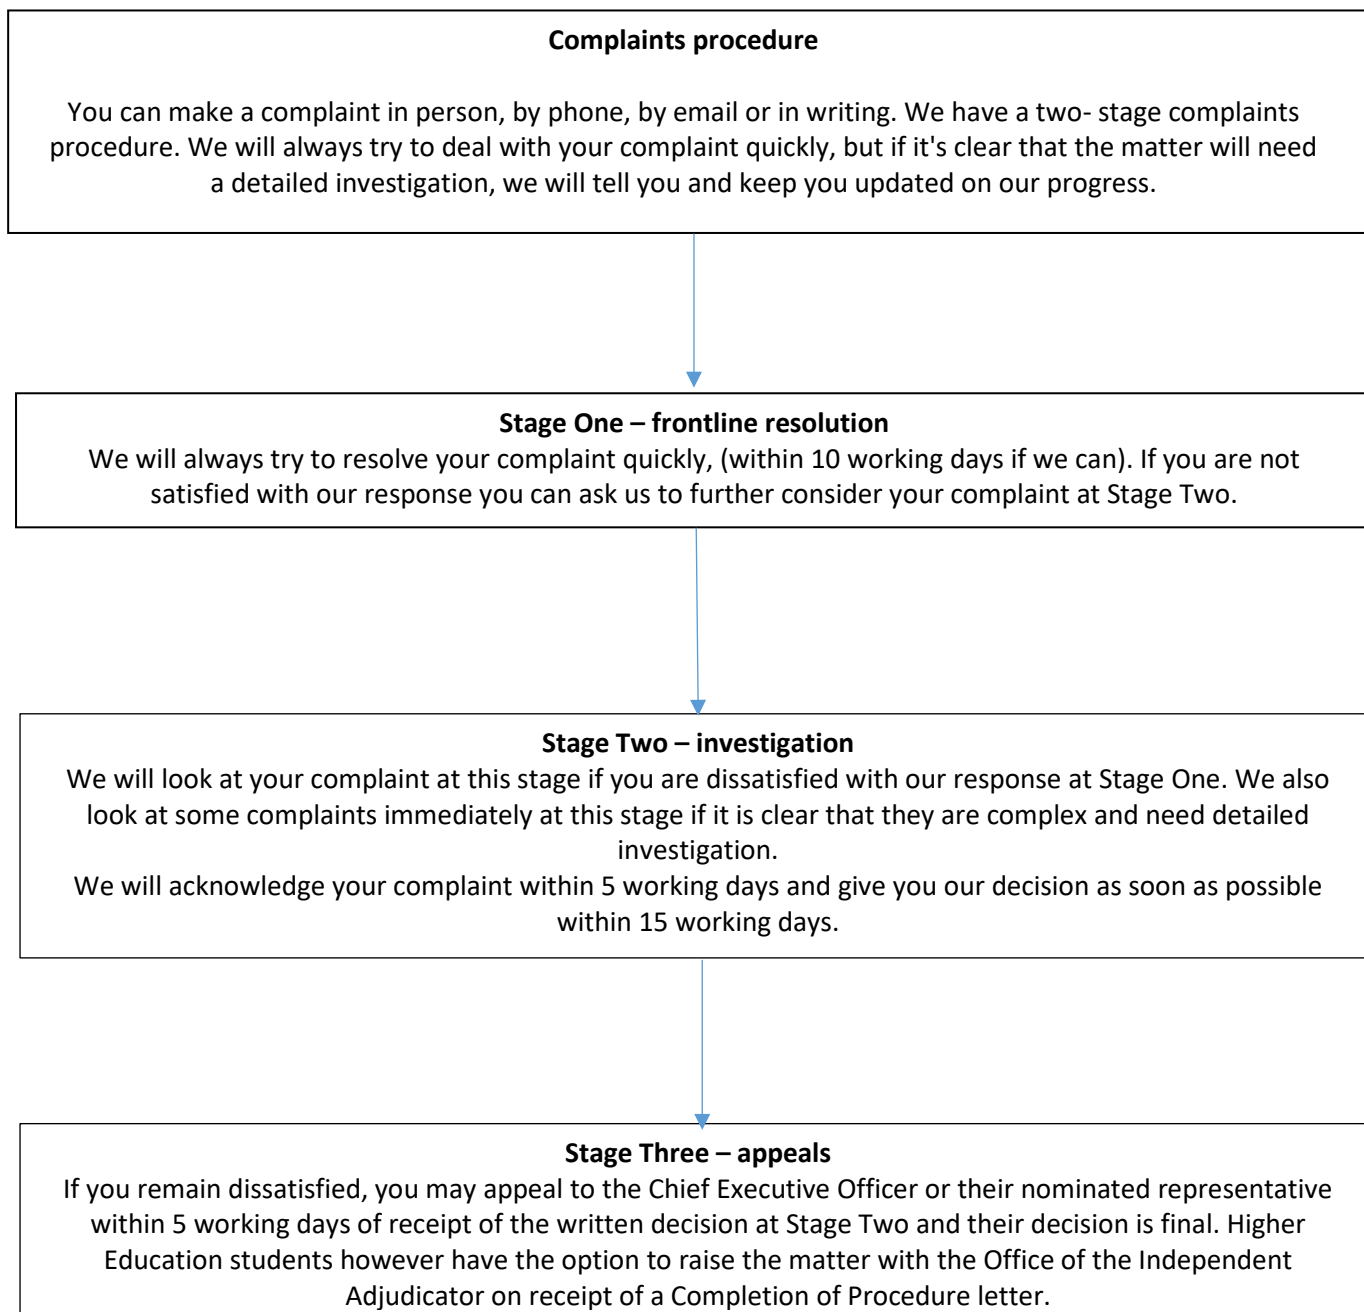 Complaints procedure
You can make a complaint in person, by phone, by email or in writing. We have a two- stage complaints
procedure. We will always try to deal with your complaint quickly, but if it's clear that the matter will need
a detailed investigation, we will tell you and keep you updated on our progress.
Stage One – frontline resolution
We will always try to resolve your complaint quickly, (within 10 working days if we can). If you are not
satisfied with our response you can ask us to further consider your complaint at Stage Two.
Stage Two – investigation
We will look at your complaint at this stage if you are dissatisfied with our response at Stage One. We also
look at some complaints immediately at this stage if it is clear that they are complex and need detailed
investigation.
We will acknowledge your complaint within 5 working days and give you our decision as soon as possible
within 15 working days.
Stage Three – appeals
If you remain dissatisfied, you may appeal to the Chief Executive Officer or their nominated representative
within 5 working days of receipt of the written decision at Stage Two and their decision is final. Higher
Education students however have the option to raise the matter with the Office of the Independent
Adjudicator on receipt of a Completion of Procedure letter.